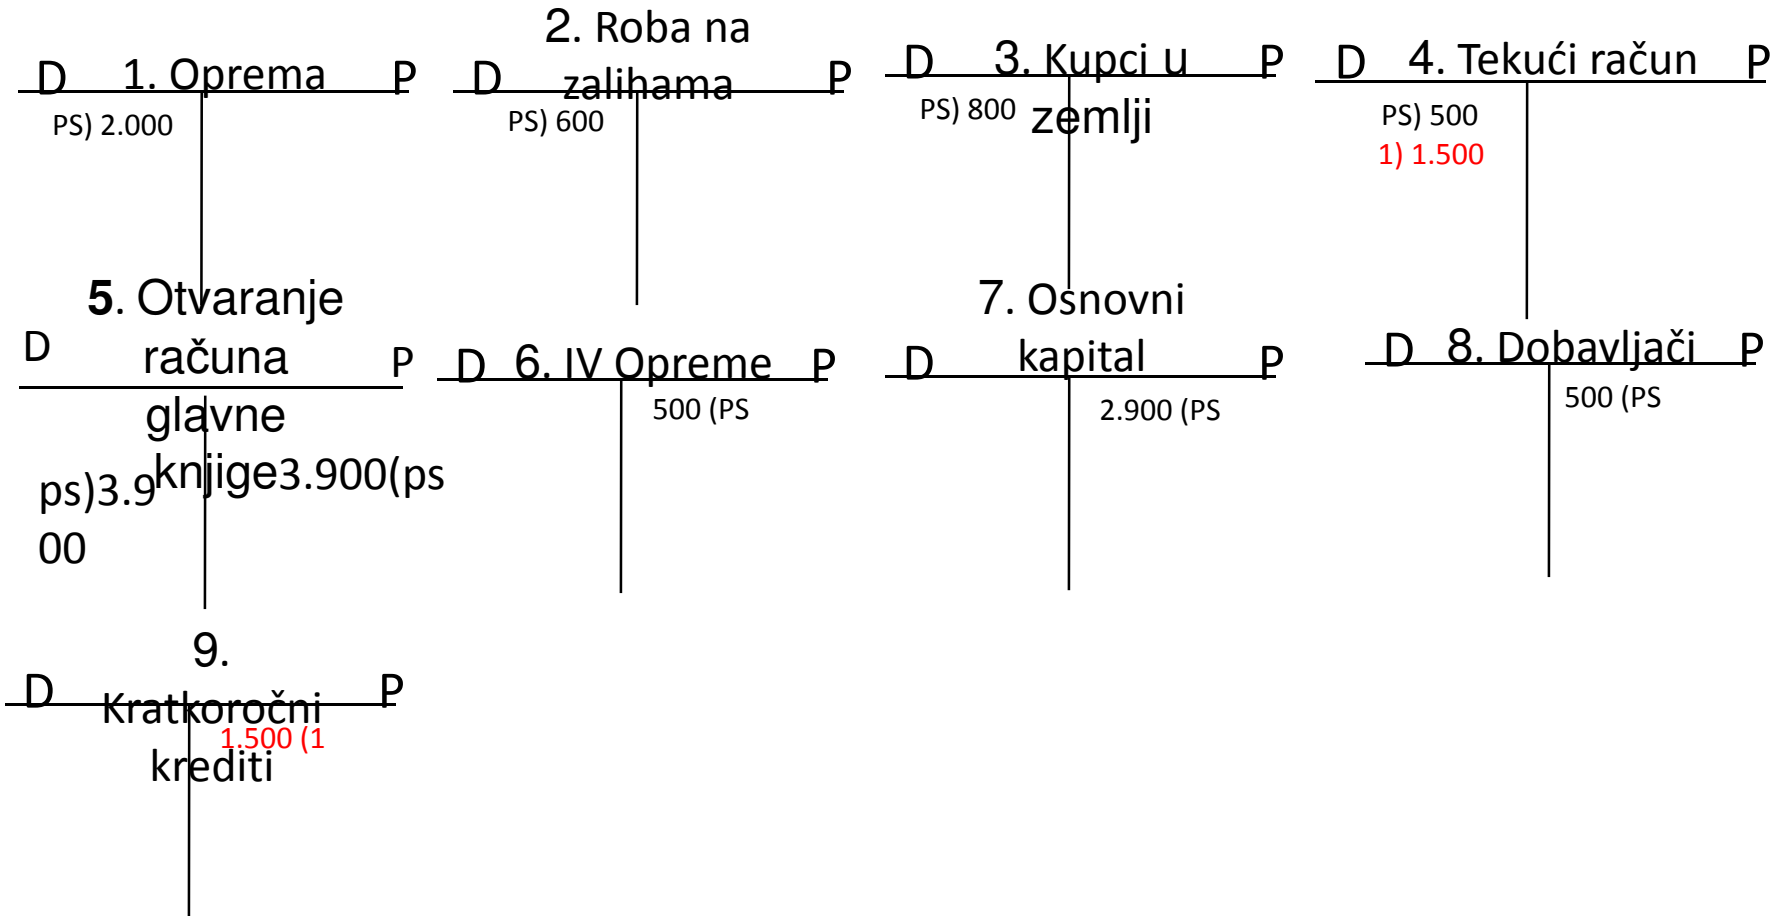 D 1. Oprema P
PS) 2.000
2. Roba na
D zalihama P
PS) 600
D 3. Kupci u P
PS) 800 zemlji
D 4. Tekući račun P
PS) 500
1) 1.500
5. Otvaranje
D računa P
glavne
knjige3.900(ps
ps)3.9
00
D 6. IV Opreme P
500 (PS
7. Osnovni
D kapital P
2.900 (PS
D 8. Dobavljači P
500 (PS
9.
D Kratkoročni P
1.500 (1
krediti